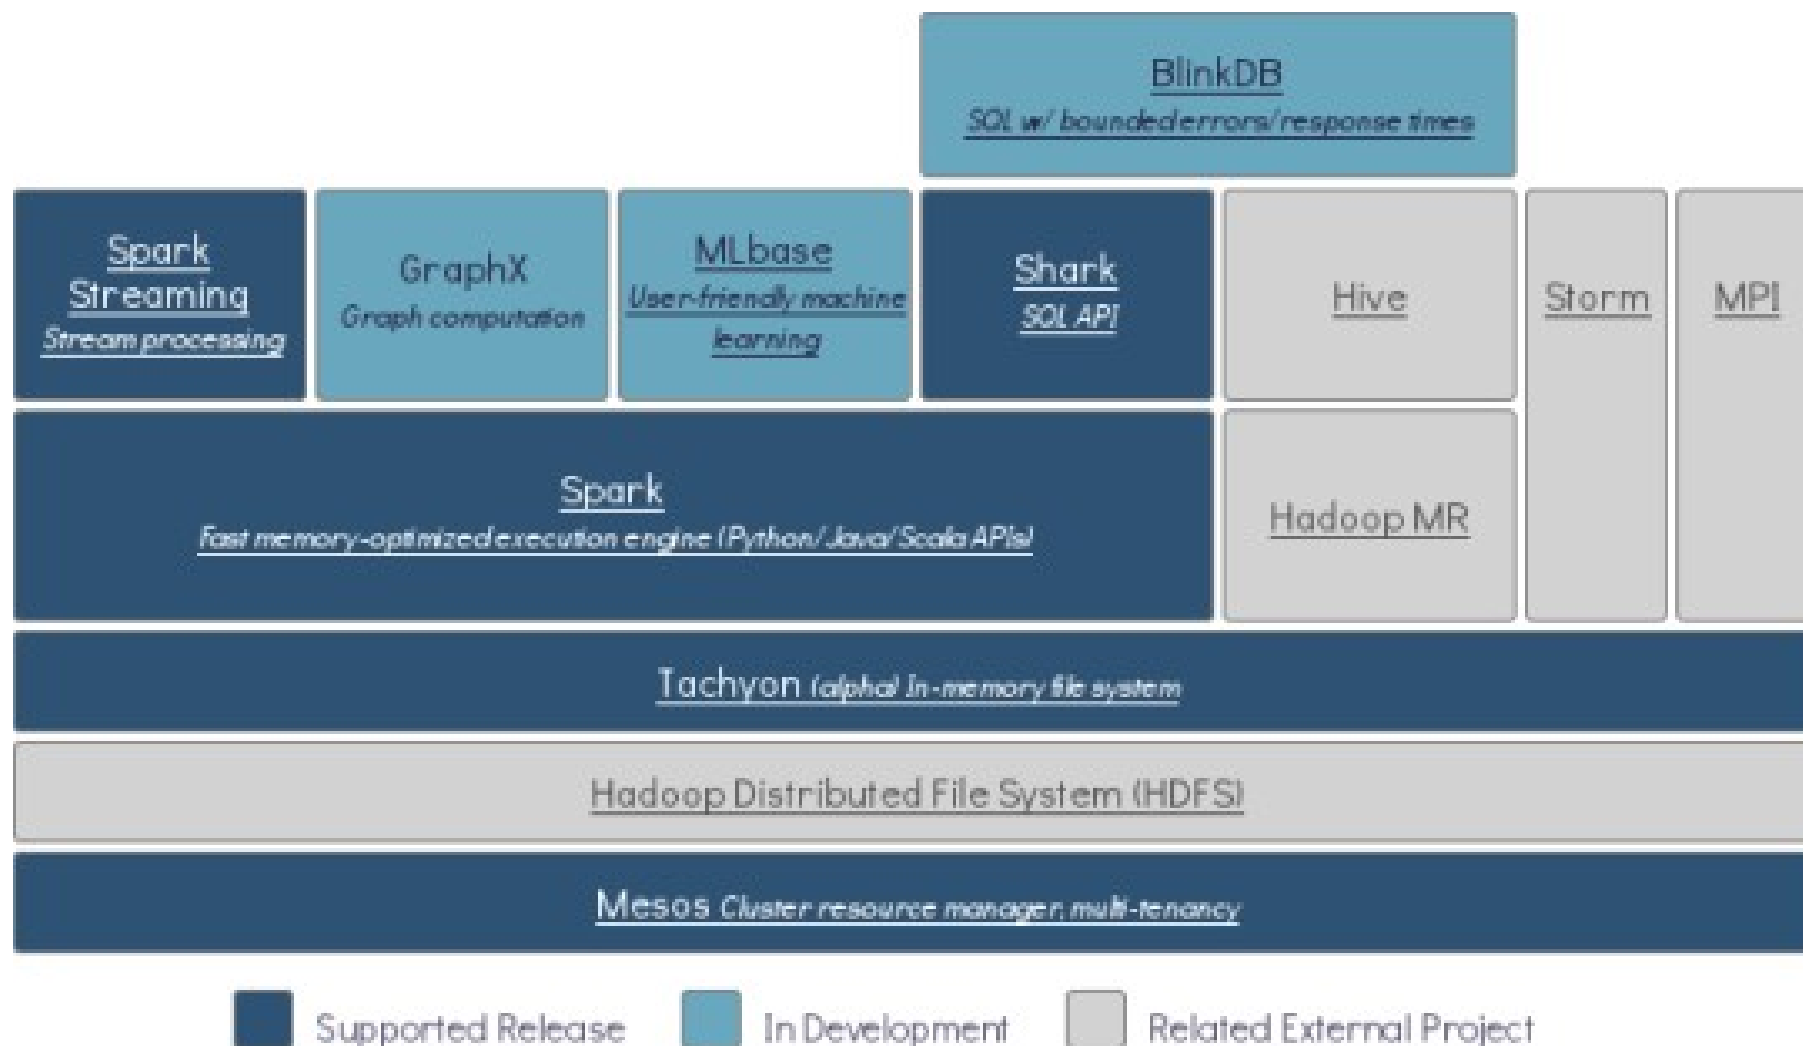 BlinkDB
SQL w/ bounded errors/response times
Spark
Streaming
Stream processing
GraphX
Graph computation
MLbase
User-friendly machine
learning
Shark
SQL API
Hive
Storm
MPI
Spark
Fast memory-optimized execution engine (Python/Java/Scala APIs)
Hadoop MR
Tachyon (alpha) In-memory file system
Hadoop Distributed File System (HDFS)
Mesos Cluster resource manager, multi-tenancy
Supported Release
In Development
Related External Project